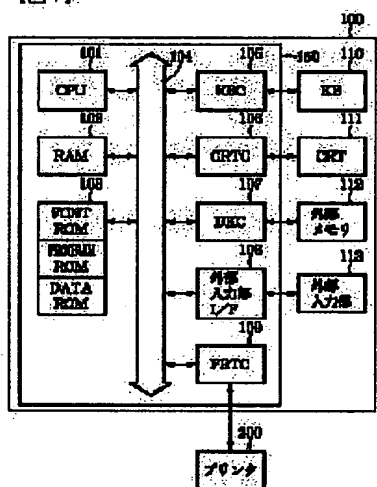 100
101
104
105
150
110
CPU
KBC
KB
102
106
111
RAM
CRTC
CRT
103
107
112
FONT
ROM
PROGRAM
ROM
DATA
ROM
DKC
外部
メモリ
108
113
外部
入力部
I/F
外部
入力部
109
PRTC
200
プリンタ